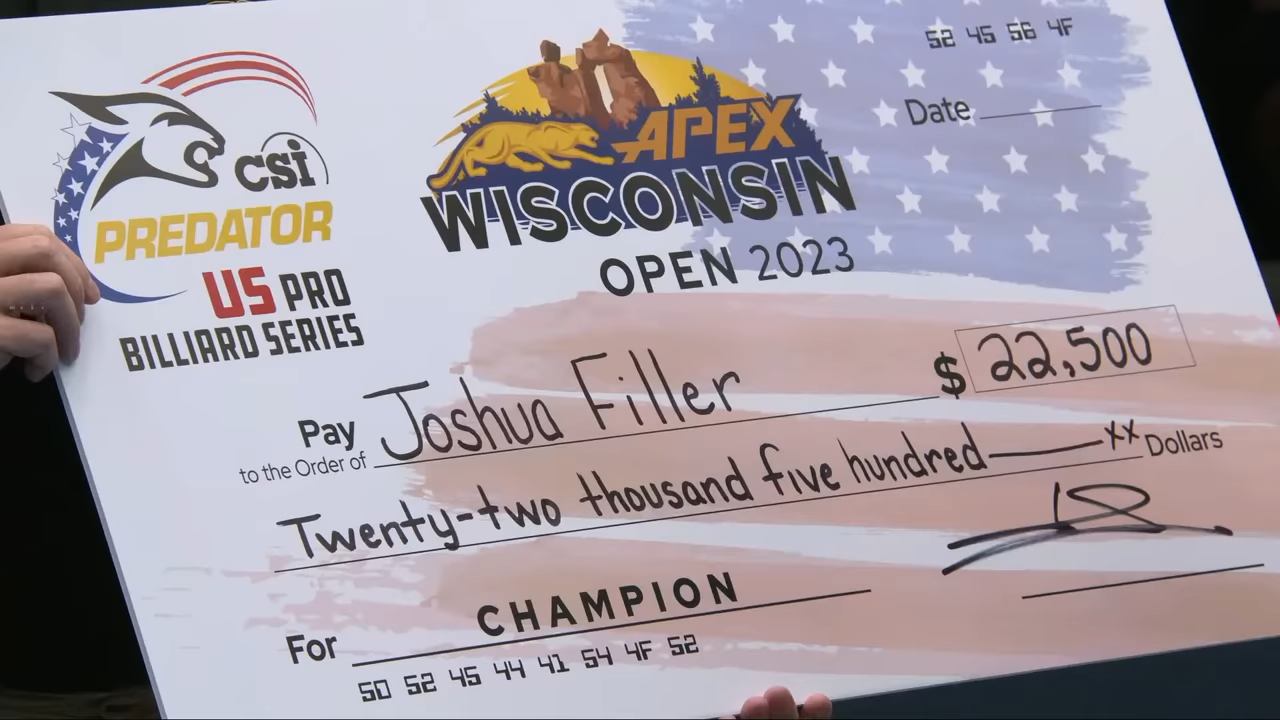 52 45 56 4F
Date
csi
PREDATOR
US PRO
BILLIARD SERIES
APEX
WISCONSIN
OPEN 2023
Pay to the Order of Joshua Filler $ 22,500
Twenty-two thousand five hundred — xx Dollars
For CHAMPION
50 52 45 44 41 54 4F 52